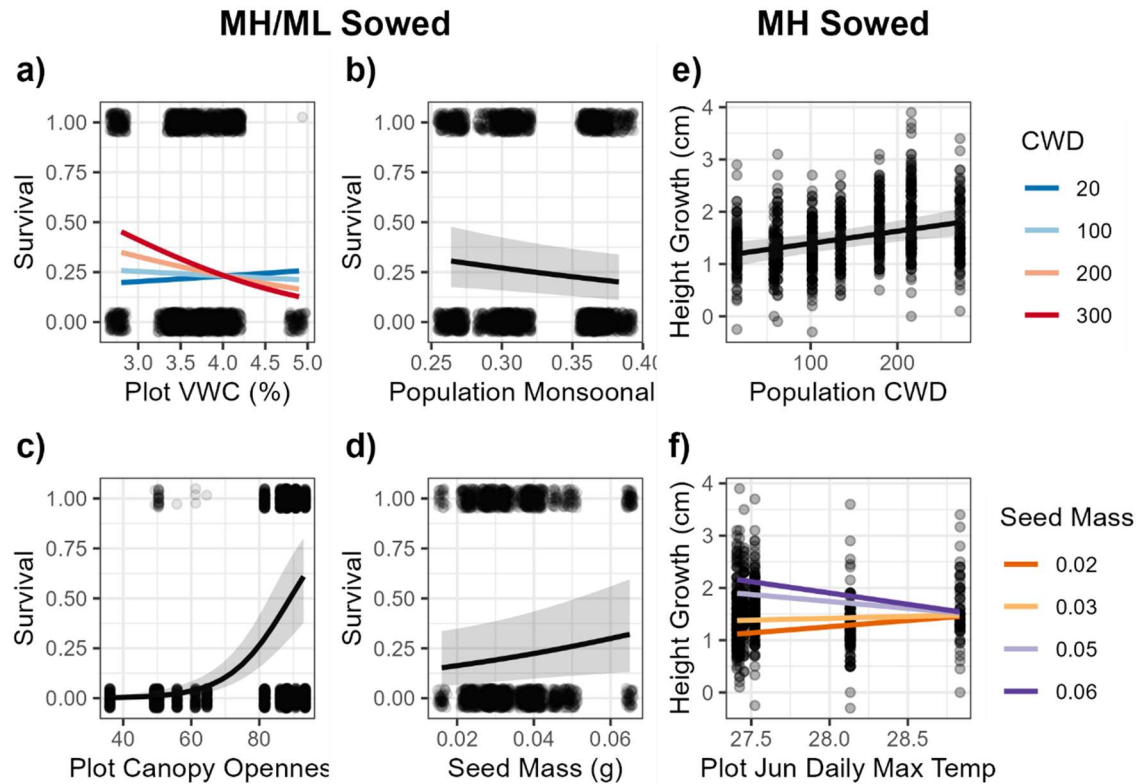 MH/ML Sowed
MH Sowed
a)
b)
e)
Survival
1.00
0.75
0.50
0.25
0.00
3.0 3.5 4.0 4.5 5.0
Plot VWC (%)
Survival
1.00
0.75
0.50
0.25
0.00
0.25 0.30 0.35 0.40
Population Monsoonal
Height Growth (cm)
4
3
2
1
0
100 200
Population CWD
CWD
20
100
200
300
c)
d)
f)
Survival
1.00
0.75
0.50
0.25
0.00
40 60 80
Plot Canopy Opennes
Survival
1.00
0.75
0.50
0.25
0.00
0.02 0.04 0.06
Seed Mass (g)
Height Growth (cm)
4
3
2
1
0
27.5 28.0 28.5
Plot Jun Daily Max Temp
Seed Mass
0.02
0.03
0.05
0.06